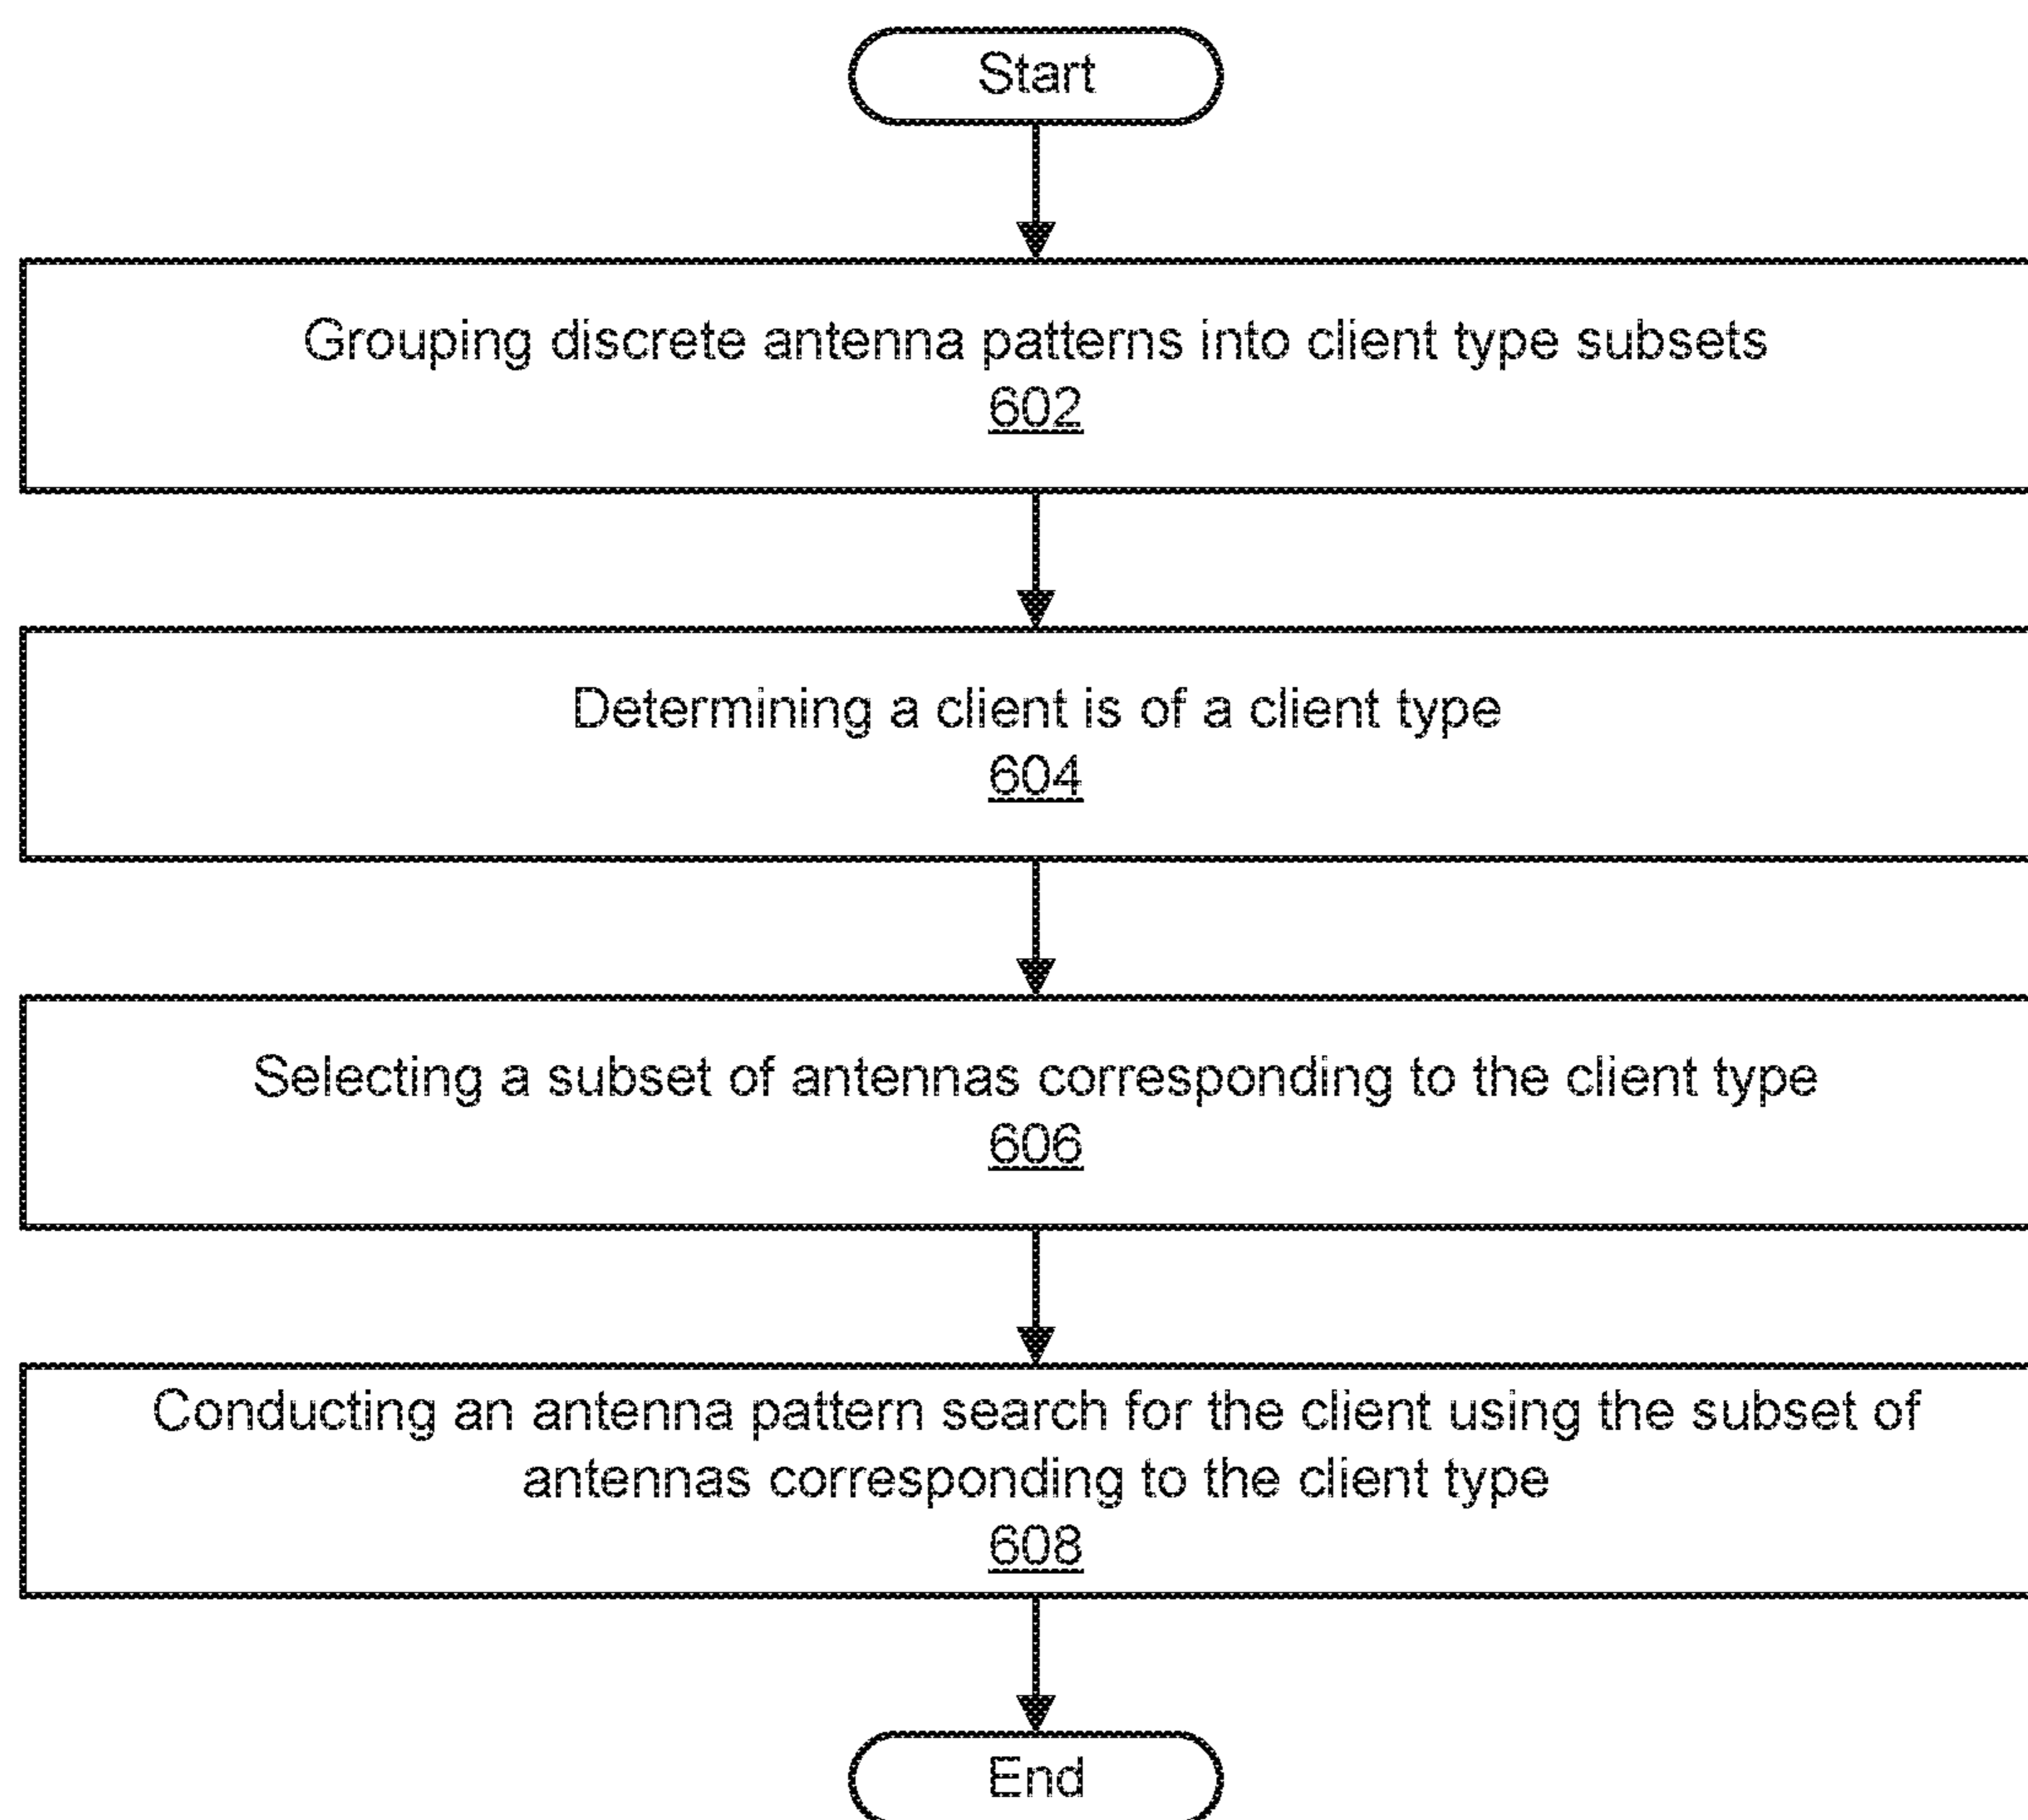 Start
Grouping discrete antenna patterns into client type subsets
602
Determining a client is of a client type
604
Selecting a subset of antennas corresponding to the client type
606
Conducting an antenna pattern search for the client using the subset of
antennas corresponding to the client type
608
End